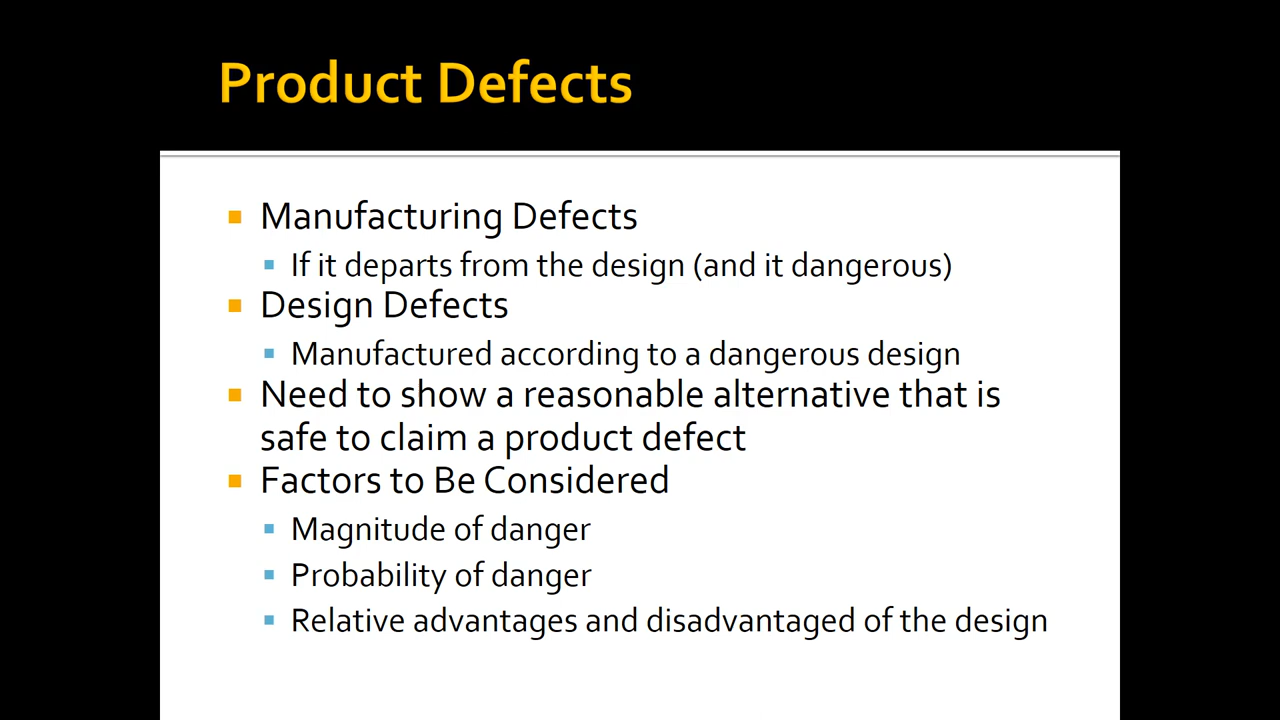 Product Defects
Manufacturing Defects
If it departs from the design (and it dangerous)
Design Defects
Manufactured according to a dangerous design
Need to show a reasonable alternative that is
safe to claim a product defect
Factors to Be Considered
Magnitude of danger
Probability of danger
Relative advantages and disadvantaged of the design